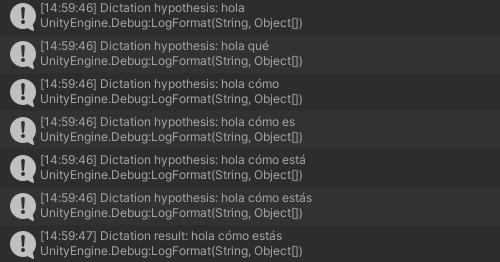 [14:59:46] Dictation hypothesis: hola
UnityEngine.Debug:LogFormat(String, Object[])
[14:59:46] Dictation hypothesis: hola qué
UnityEngine.Debug:LogFormat(String, Object[])
[14:59:46] Dictation hypothesis: hola cómo
UnityEngine.Debug:LogFormat(String, Object[])
[14:59:46] Dictation hypothesis: hola cómo es
UnityEngine.Debug:LogFormat(String, Object[])
[14:59:46] Dictation hypothesis: hola cómo está
UnityEngine.Debug:LogFormat(String, Object[])
[14:59:46] Dictation hypothesis: hola cómo estás
UnityEngine.Debug:LogFormat(String, Object[])
[14:59:47] Dictation result: hola cómo estás
UnityEngine.Debug:LogFormat(String, Object[])